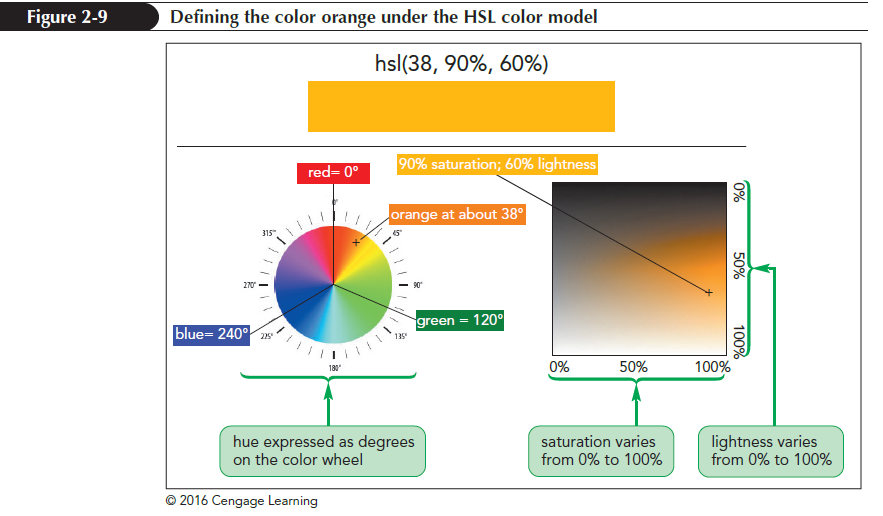 Figure 2-9 Defining the color orange under the HSL color model
hsl(38, 90%, 60%)
red= 0°
90% saturation; 60% lightness
orange at about 38°
0°
45°
90°
135°
180°
225°
270°
315°
green = 120°
blue= 240°
0%
50%
100%
0%
50%
100%
hue expressed as degrees
on the color wheel
saturation varies
from 0% to 100%
lightness varies
from 0% to 100%
© 2016 Cengage Learning